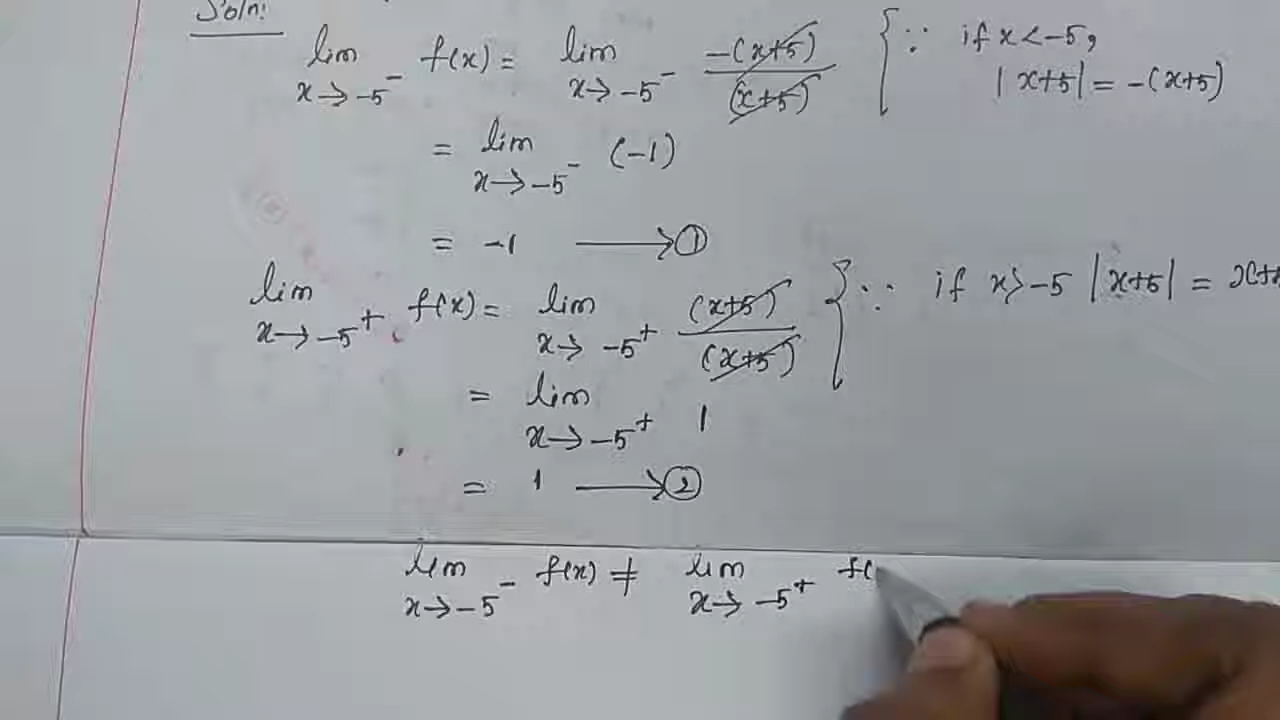 Soln:
lim x→-5⁻ f(x) = lim x→-5⁻ -(x+5)/(x+5) {∵ if x<-5,
|x+5| = -(x+5)
= lim x→-5⁻ (-1)
= -1 ⟶ ①
lim x→-5⁺ f(x) = lim x→-5⁺ (x+5)/(x+5) {∵ if x>-5 |x+5| = x+
= lim x→-5⁺ 1
= 1 ⟶ ②
lim x→-5⁻ f(x) ≠ lim x→-5⁺ f(